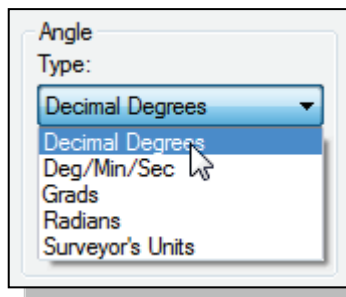 Angle
Type:
Decimal Degrees
Decimal Degrees
Deg/Min/Sec
Grads
Radians
Surveyor's Units